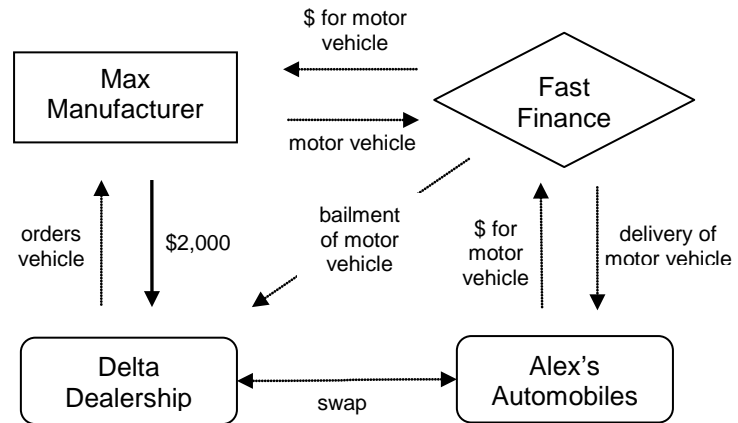 $ for motor
vehicle
Max
Manufacturer
Fast
Finance
motor vehicle
orders
vehicle
$2,000
bailment
of motor
vehicle
$ for
motor
vehicle
delivery of
motor vehicle
Delta
Dealership
swap
Alex's
Automobiles